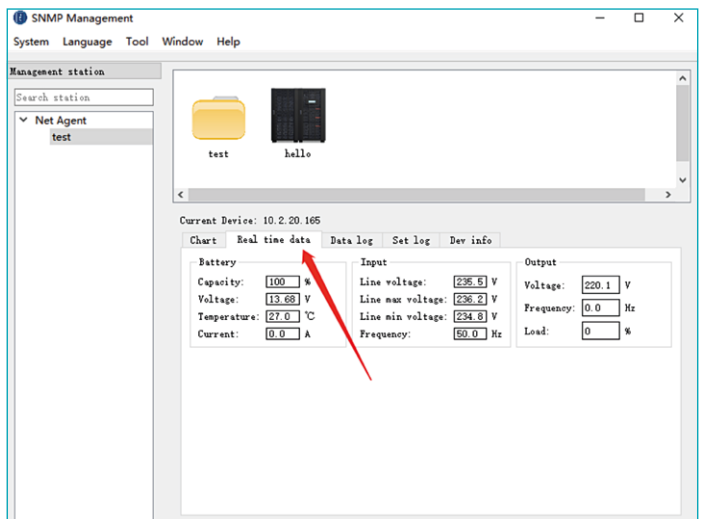 SNMP Management
System Language Tool Window Help
Management station
Search station
Net Agent
test
test hello
Current Device: 10.2.20.165
Chart Real time data Data log Set log Dev info
Battery
Capacity: 100 %
Voltage: 13.68 V
Temperature: 27.0 ℃
Current: 0.0 A
Input
Line voltage: 235.5 V
Line max voltage: 236.2 V
Line min voltage: 234.8 V
Frequency: 50.0 Hz
Output
Voltage: 220.1 V
Frequency: 0.0 Hz
Load: 0 %